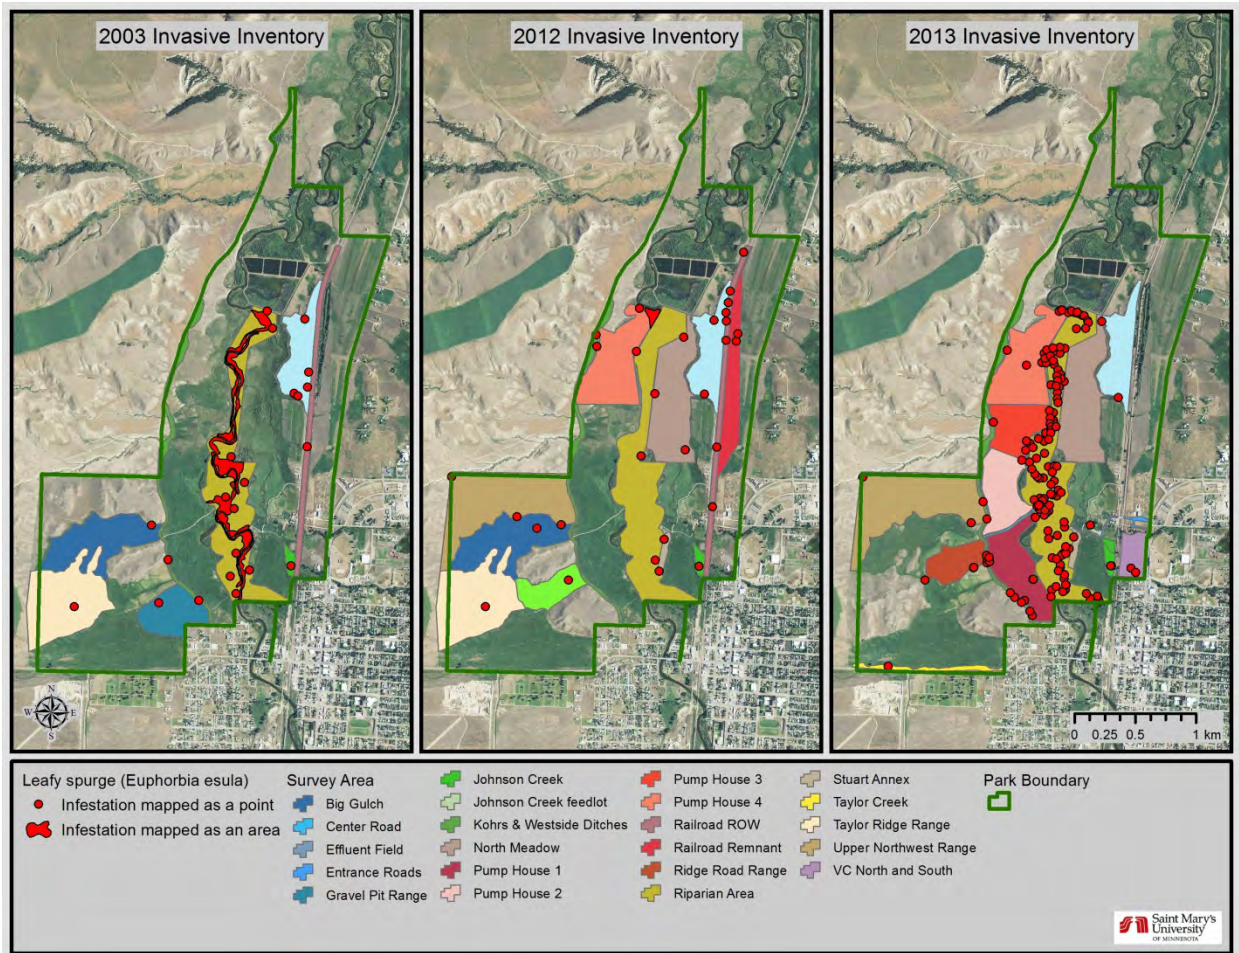 2003 Invasive Inventory
2012 Invasive Inventory
2013 Invasive Inventory
N
W E
S
0 0.25 0.5 1 km
Leafy spurge (Euphorbia esula)
Infestation mapped as a point
Infestation mapped as an area
Survey Area
Big Gulch
Center Road
Effluent Field
Entrance Roads
Gravel Pit Range
Johnson Creek
Johnson Creek feedlot
Kohrs & Westside Ditches
North Meadow
Pump House 1
Pump House 2
Pump House 3
Pump House 4
Railroad ROW
Railroad Remnant
Ridge Road Range
Riparian Area
Stuart Annex
Taylor Creek
Taylor Ridge Range
Upper Northwest Range
VC North and South
Park Boundary
Saint Mary's
University
OF MINNESOTA